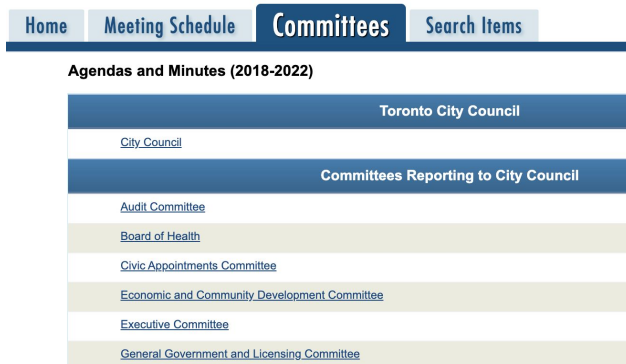 Home Meeting Schedule Committees Search Items
Agendas and Minutes (2018-2022)
Toronto City Council
City Council
Committees Reporting to City Council
Audit Committee
Board of Health
Civic Appointments Committee
Economic and Community Development Committee
Executive Committee
General Government and Licensing Committee